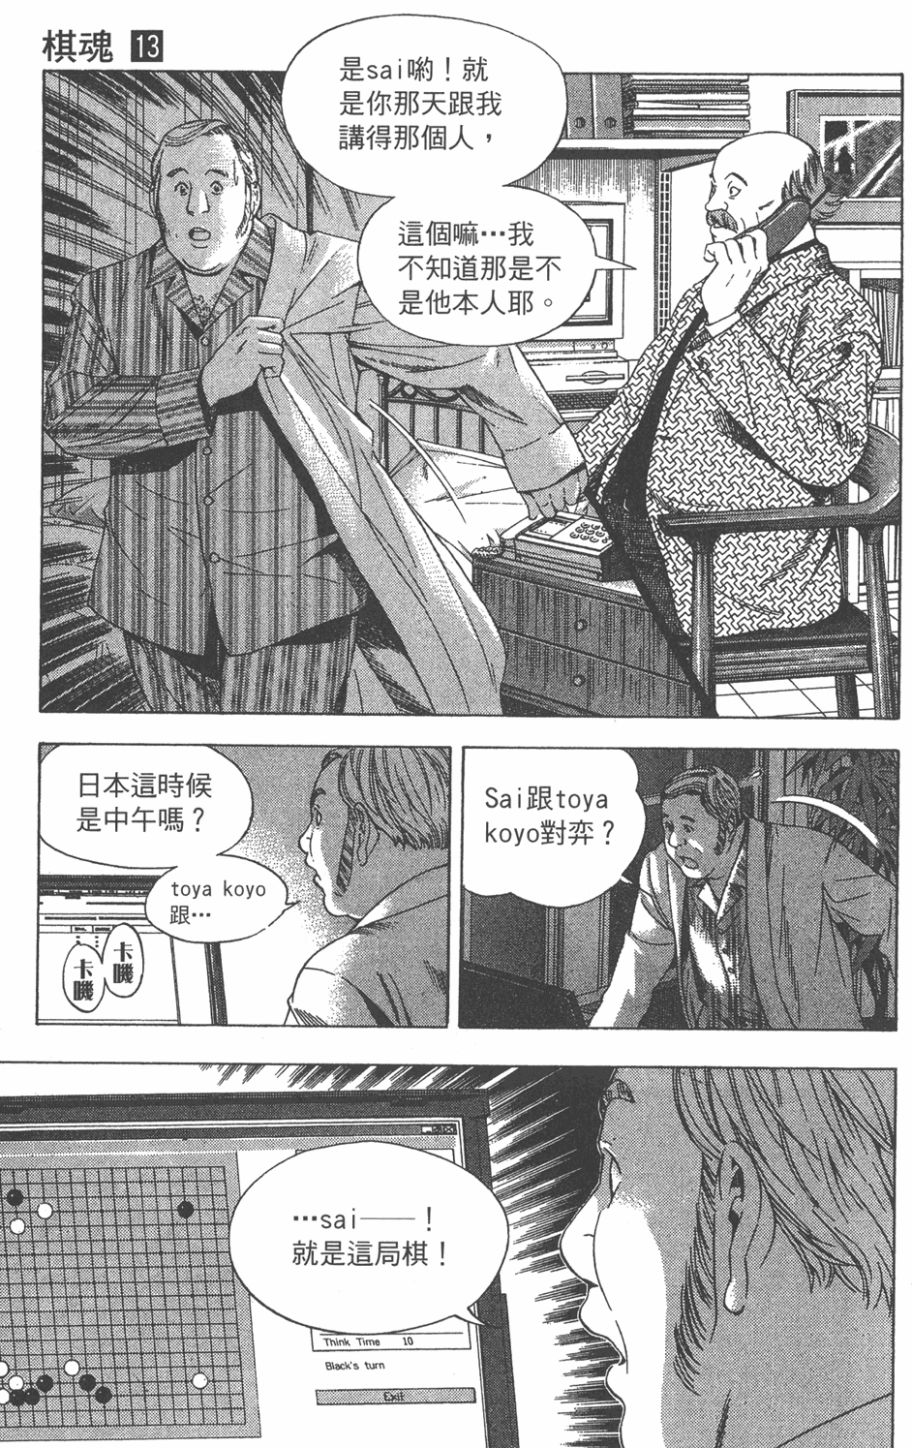 棋魂 13
是sai喲！就
是你那天跟我
講得那個人，
這個嘛…我
不知道那是不
是他本人耶。
日本這時候
是中午嗎？
toya koyo
跟…
卡嘰
卡嘰
Sai跟toya
koyo對弈？
…sai——！
就是這局棋！
Think Time 10
Black's turn
Exit